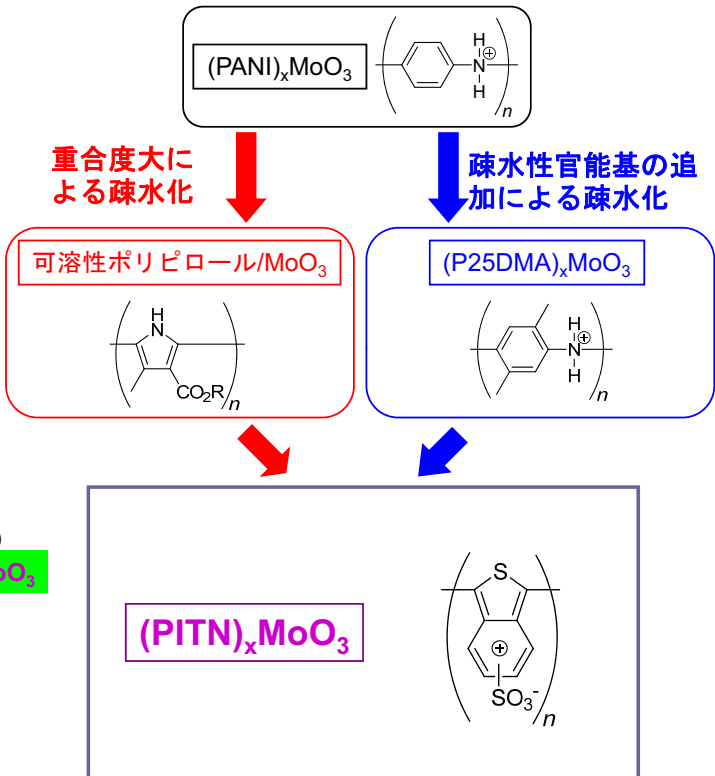 (PANI)ₓMoO₃
H
N
⊕
H
n
重合度大に
よる疎水化
疎水性官能基の追
加による疎水化
可溶性ポリピロール/MoO₃
H
N
CO₂R
n
(P25DMA)ₓMoO₃
H
N
⊕
H
n
)
oO₃
(PITN)ₓMoO₃
S
⊕
SO₃⁻
n